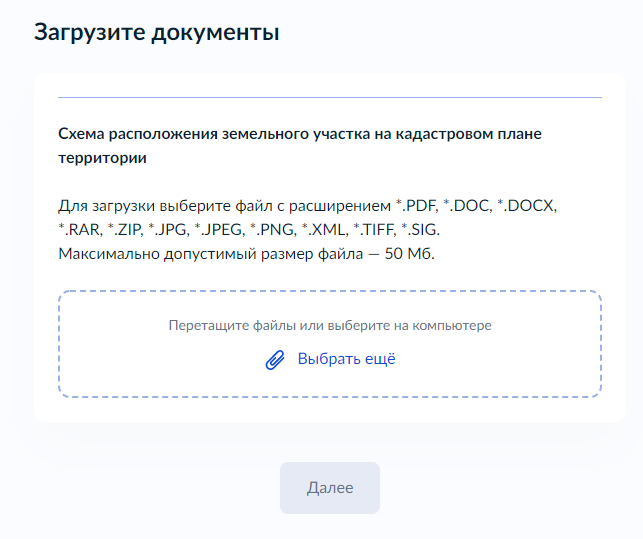 Загрузите документы
Схема расположения земельного участка на кадастровом плане
территории
Для загрузки выберите файл с расширением *.PDF, *.DOC, *.DOCX,
*.RAR, *.ZIP, *.JPG, *.JPEG, *.PNG, *.XML, *.TIFF, *.SIG.
Максимально допустимый размер файла — 50 Мб.
Перетащите файлы или выберите на компьютере
Выбрать ещё
Далее